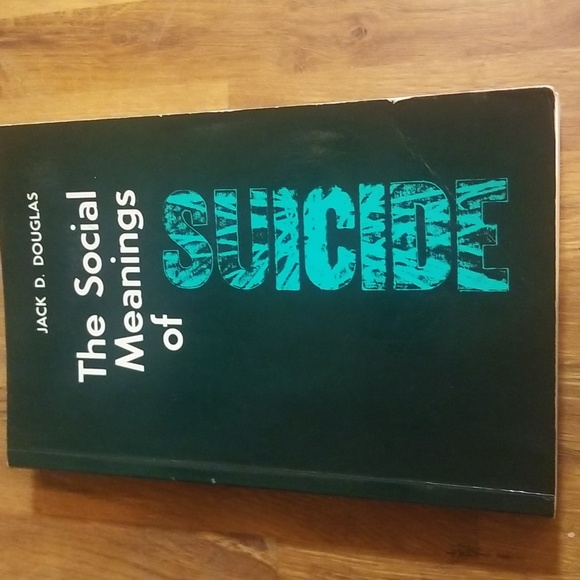 JACK D. DOUGLAS
The Social
Meanings
of
SUICIDE